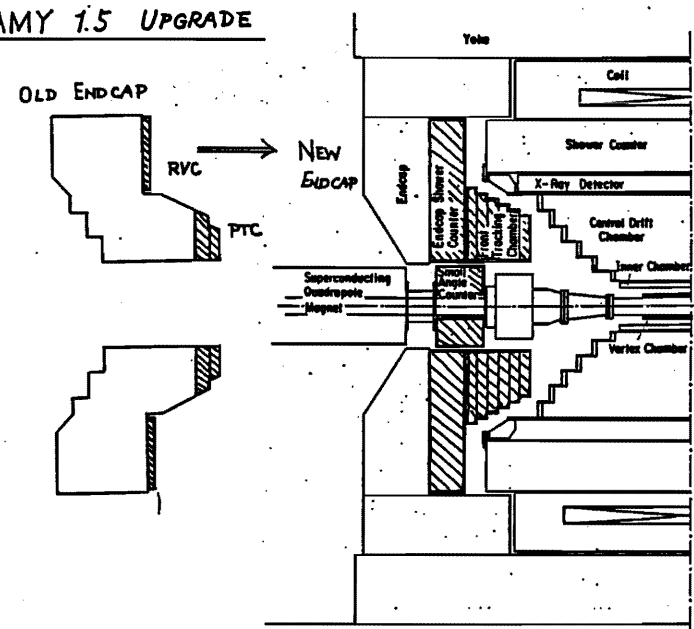 AMY 1.5 UPGRADE
OLD ENDCAP
RVC
PTC
NEW
ENDCAP
Yoke
Coil
Shower Counter
X-Ray Detector
Central Drift
Chamber
Inner Chamber
Vertex Chamber
Endcap
Endcap Shower
Counter
Front
Tracking
Chamber
Small
Angle
Counter
Superconducting
Quadrapole
Magnet